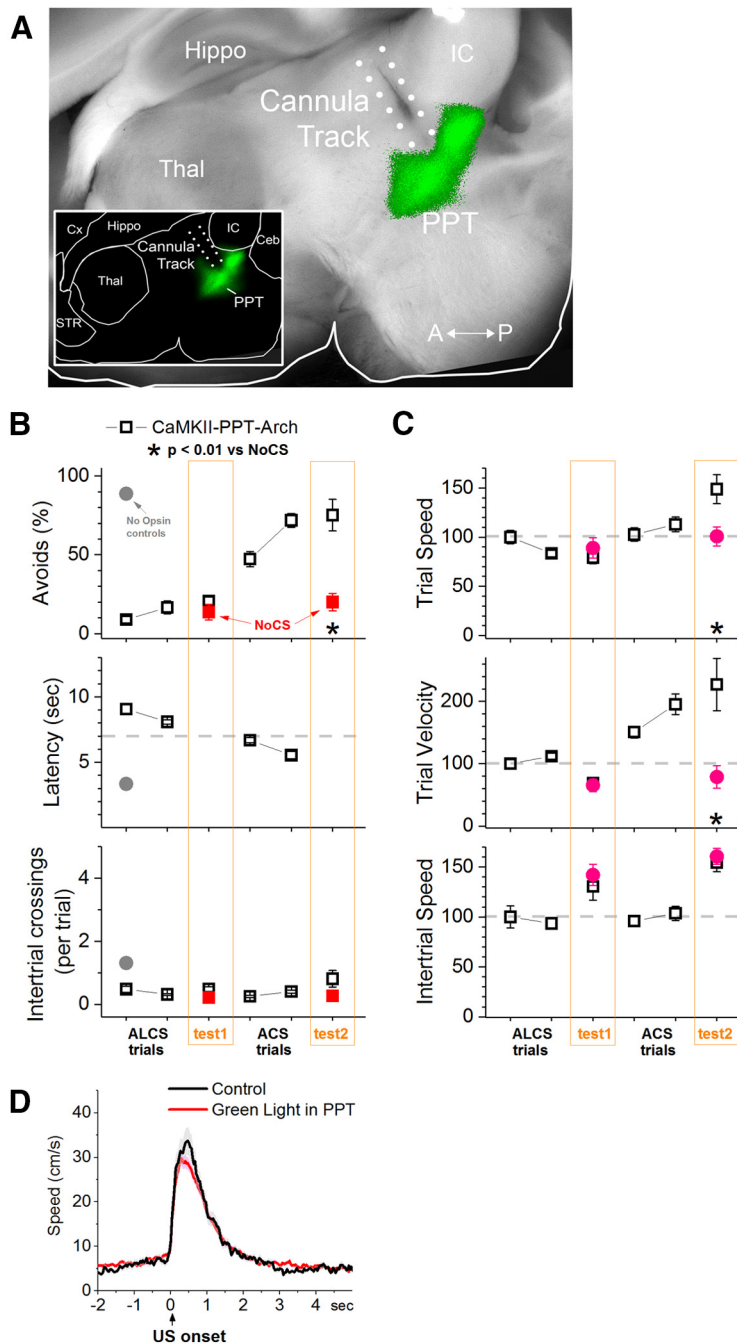 A
Hippo
IC
Cannula
Track
Thal
PPT
A
P
Cx
Hippo
IC
Ceb
Cannula
Track
Thal
PPT
STR
B
CaMKII-PPT-Arch
* p < 0.01 vs NoCS
Avoids (%)
100
50
0
No Opsin
controls
NoCS
*
Latency (sec)
10
5
Intertrial crossings
(per trial)
4
2
0
ALCS
trials
test1
ACS
trials
test2
C
Trial Speed
150
100
50
0
*
Trial Velocity
200
100
0
*
Intertrial Speed
150
100
50
0
ALCS
trials
test1
ACS
trials
test2
D
Control
Green Light in PPT
Speed (cm/s)
40
30
20
10
0
-2
-1
0
1
2
3
4
sec
US onset